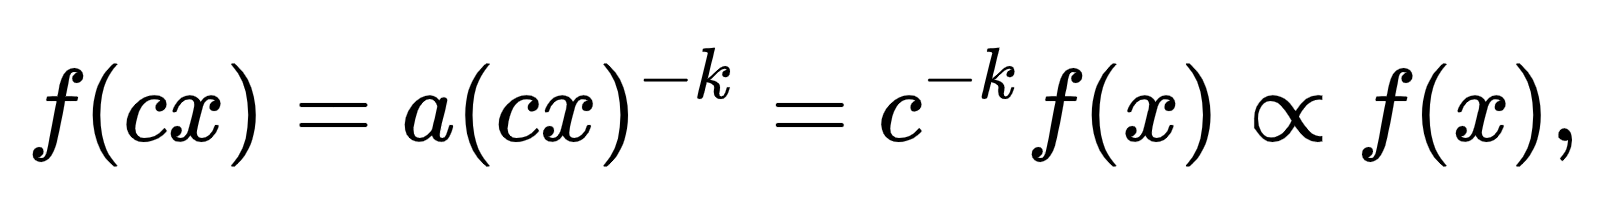 f(cx) = a(cx)^{-k} = c^{-k} f(x) ∝ f(x),